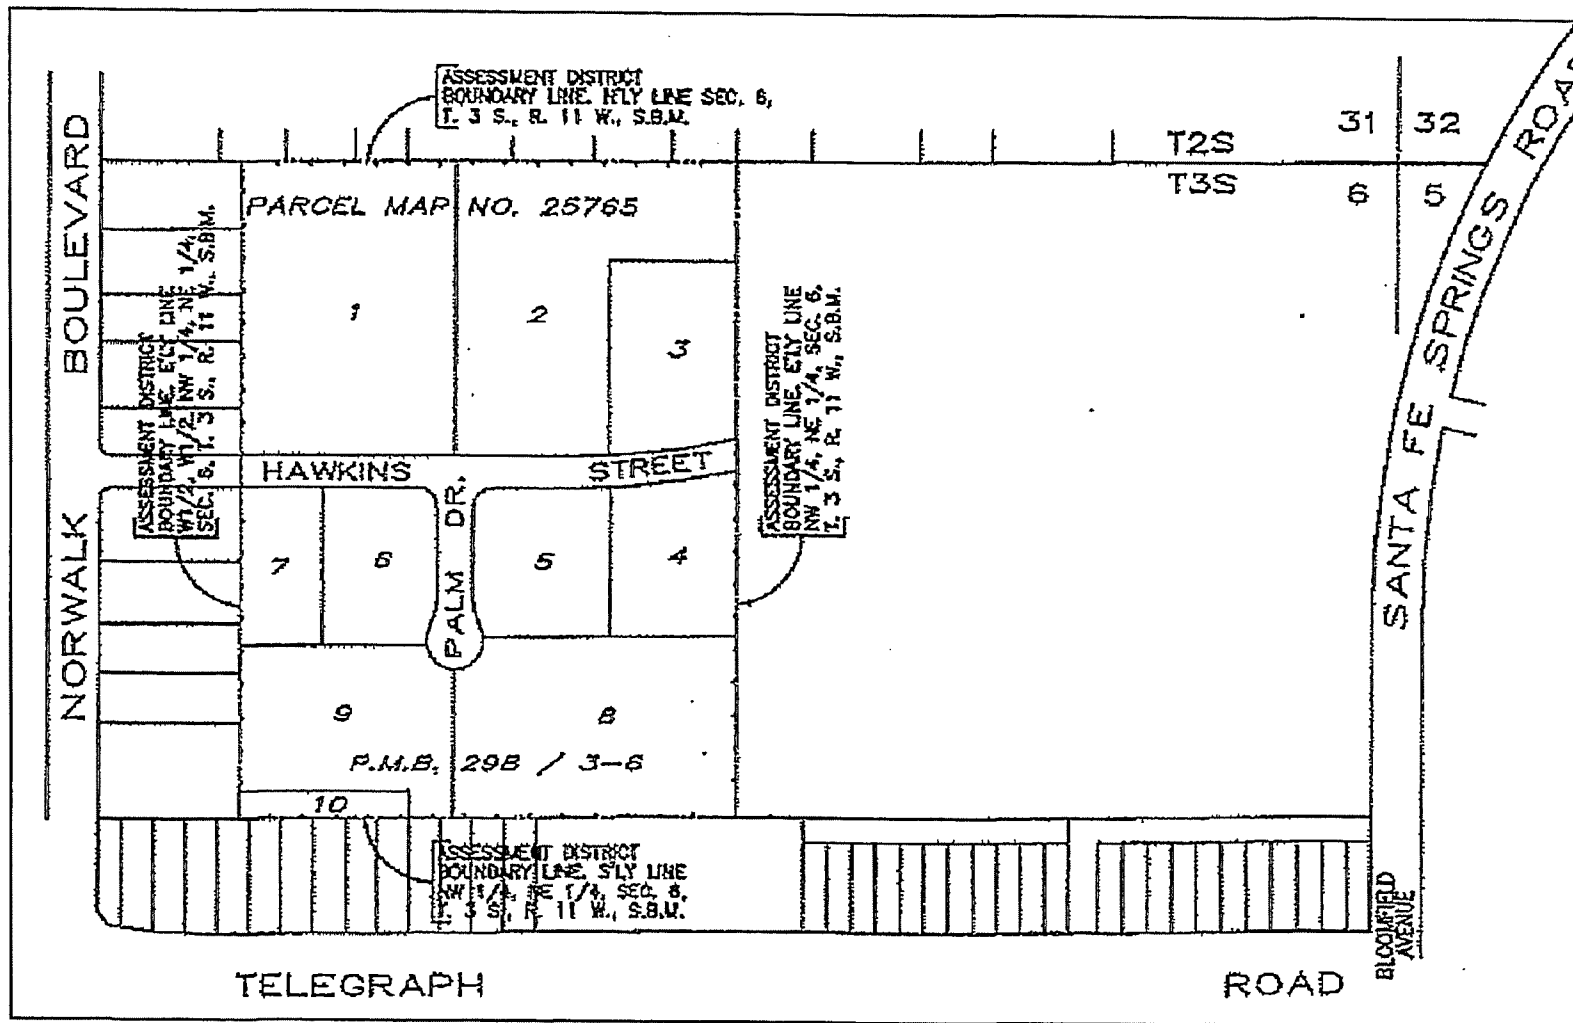 ASSESSMENT DISTRICT
BOUNDARY LINE, N'LY LINE SEC. 6,
T. 3 S., R. 11 W., S.B.M.
31 32
T2S
T3S
6 5
PARCEL MAP NO. 25765
NORWALK BOULEVARD
1
2
3
ASSESSMENT DISTRICT
BOUNDARY LINE, E'LY LINE
W1/2, W1/2, NW 1/4, NE 1/4,
SEC. 6, T. 3 S., R. 11 W., S.B.M.
ASSESSMENT DISTRICT
BOUNDARY LINE, E'LY LINE
NW 1/4, NE 1/4, SEC. 6,
T. 3 S., R. 11 W., S.B.M.
SANTA FE SPRINGS ROAD
HAWKINS STREET
PALM DR.
7
6
5
4
9
8
P.M.B. 298 / 3-6
10
ASSESSMENT DISTRICT
BOUNDARY LINE, S'LY LINE
NW 1/4, NE 1/4, SEC. 6,
T. 3 S., R. 11 W., S.B.M.
BLOOMFIELD
AVENUE
TELEGRAPH ROAD